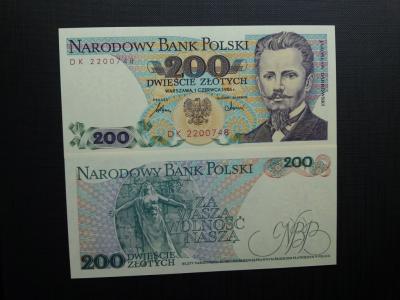 NARODOWY BANK POLSKI
DK 2200748
200
DWIEŚCIE ZŁOTYCH
WARSZAWA, 1 CZERWCA 1986 r.
200
DK 2200748
NARODOWY BANK POLSKI
200
ZA
WASZĄ
WOLNOŚĆ
NASZĄ
NBP
200
DWIEŚCIE
ZŁOTYCH